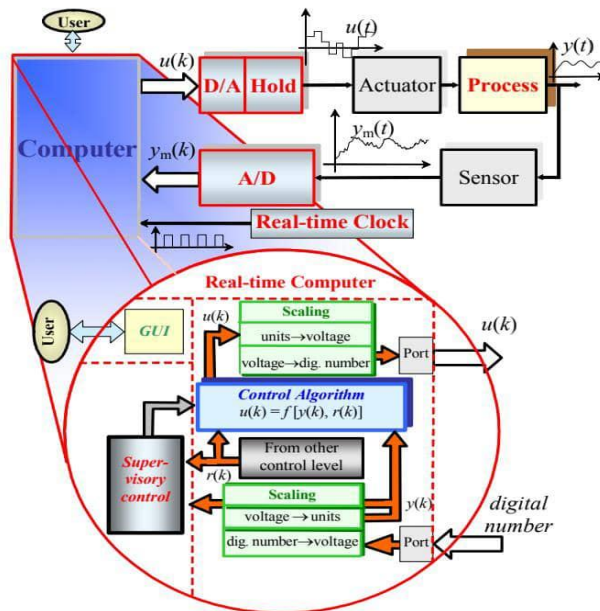 User
u(k)
u(t)
y(t)
D/A Hold
Actuator
Process
Computer
yₘ(k)
yₘ(t)
A/D
Sensor
Real-time Clock
Real-time Computer
User
GUI
u(k)
Scaling
units→voltage
voltage→dig. number
Port
u(k)
Control Algorithm
u(k) = f [y(k), r(k)]
Super-
visory
control
From other
control level
r(k)
Scaling
voltage→units
dig. number→voltage
y(k)
Port
digital
number